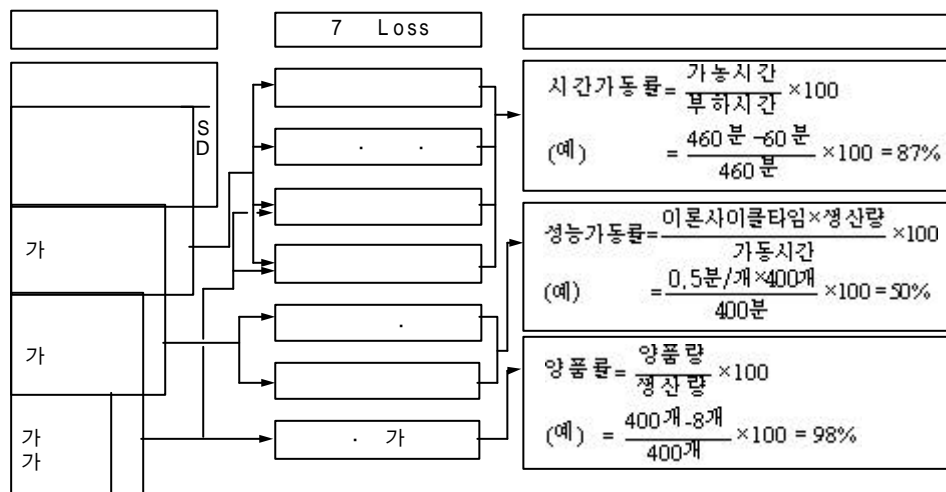 7 Loss
S
D
가
가
가
가
·  ·
·
· 가
시간가동률= 가동시간 / 부하시간 ×100
(예) = 460분-60분 / 460분 ×100 = 87%
성능가동률= 이론사이클타임×생산량 / 가동시간 ×100
(예) = 0,5분/개×400개 / 400분 ×100 = 50%
양품률= 양품량 / 생산량 ×100
(예) = 400개-8개 / 400개 ×100 = 98%